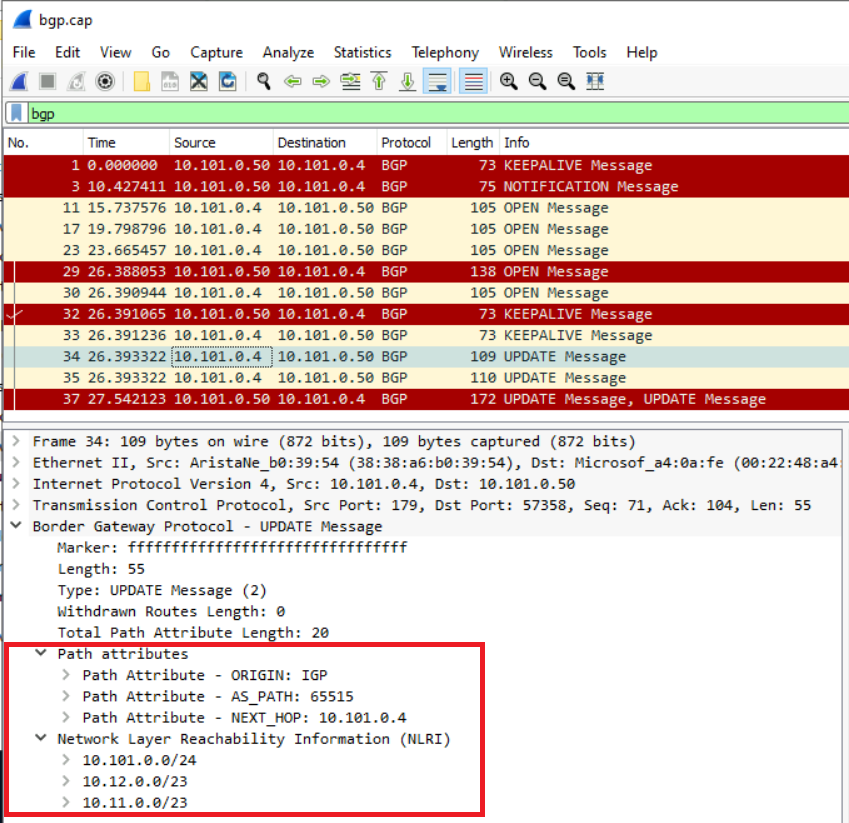 bgp.cap
File Edit View Go Capture Analyze Statistics Telephony Wireless Tools Help
bgp
No. Time Source Destination Protocol Length Info
1 0.000000 10.101.0.50 10.101.0.4 BGP 73 KEEPALIVE Message
3 10.427411 10.101.0.50 10.101.0.4 BGP 75 NOTIFICATION Message
11 15.737576 10.101.0.4 10.101.0.50 BGP 105 OPEN Message
17 19.798796 10.101.0.4 10.101.0.50 BGP 105 OPEN Message
23 23.665457 10.101.0.4 10.101.0.50 BGP 105 OPEN Message
29 26.388053 10.101.0.50 10.101.0.4 BGP 138 OPEN Message
30 26.390944 10.101.0.4 10.101.0.50 BGP 105 OPEN Message
32 26.391065 10.101.0.50 10.101.0.4 BGP 73 KEEPALIVE Message
33 26.391236 10.101.0.4 10.101.0.50 BGP 73 KEEPALIVE Message
34 26.393322 10.101.0.4 10.101.0.50 BGP 109 UPDATE Message
35 26.393322 10.101.0.4 10.101.0.50 BGP 110 UPDATE Message
37 27.542123 10.101.0.50 10.101.0.4 BGP 172 UPDATE Message, UPDATE Message
Frame 34: 109 bytes on wire (872 bits), 109 bytes captured (872 bits)
Ethernet II, Src: AristaNe_b0:39:54 (38:38:a6:b0:39:54), Dst: Microsof_a4:0a:fe (00:22:48:a4:
Internet Protocol Version 4, Src: 10.101.0.4, Dst: 10.101.0.50
Transmission Control Protocol, Src Port: 179, Dst Port: 57358, Seq: 71, Ack: 104, Len: 55
Border Gateway Protocol - UPDATE Message
Marker: ffffffffffffffffffffffffffffffff
Length: 55
Type: UPDATE Message (2)
Withdrawn Routes Length: 0
Total Path Attribute Length: 20
Path attributes
Path Attribute - ORIGIN: IGP
Path Attribute - AS_PATH: 65515
Path Attribute - NEXT_HOP: 10.101.0.4
Network Layer Reachability Information (NLRI)
10.101.0.0/24
10.12.0.0/23
10.11.0.0/23